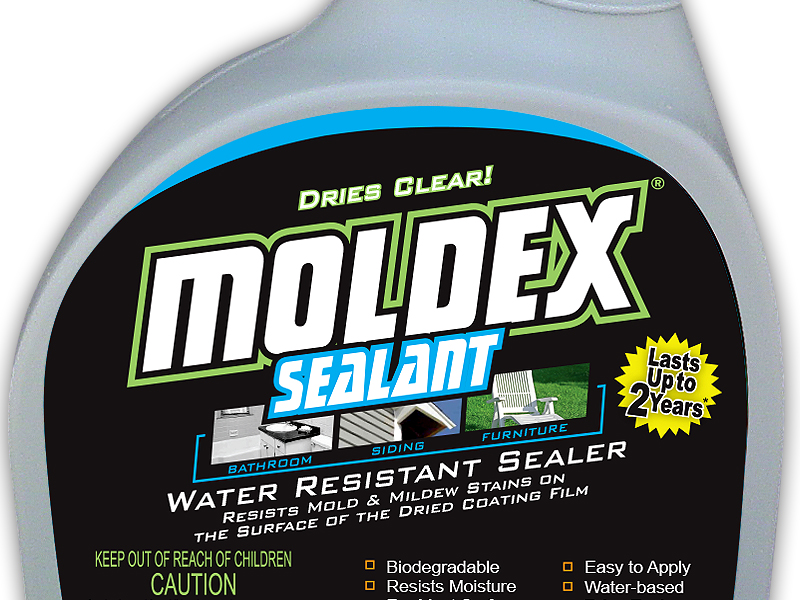 Dries Clear!
MOLDEX®
SEALANT
Lasts
Up to
2 Years*
BATHROOM
SIDING
FURNITURE
Water Resistant Sealer
Resists Mold & Mildew Stains on
the Surface of the Dried Coating Film
KEEP OUT OF REACH OF CHILDREN
CAUTION
Biodegradable
Resists Moisture
Easy to Apply
Water-based